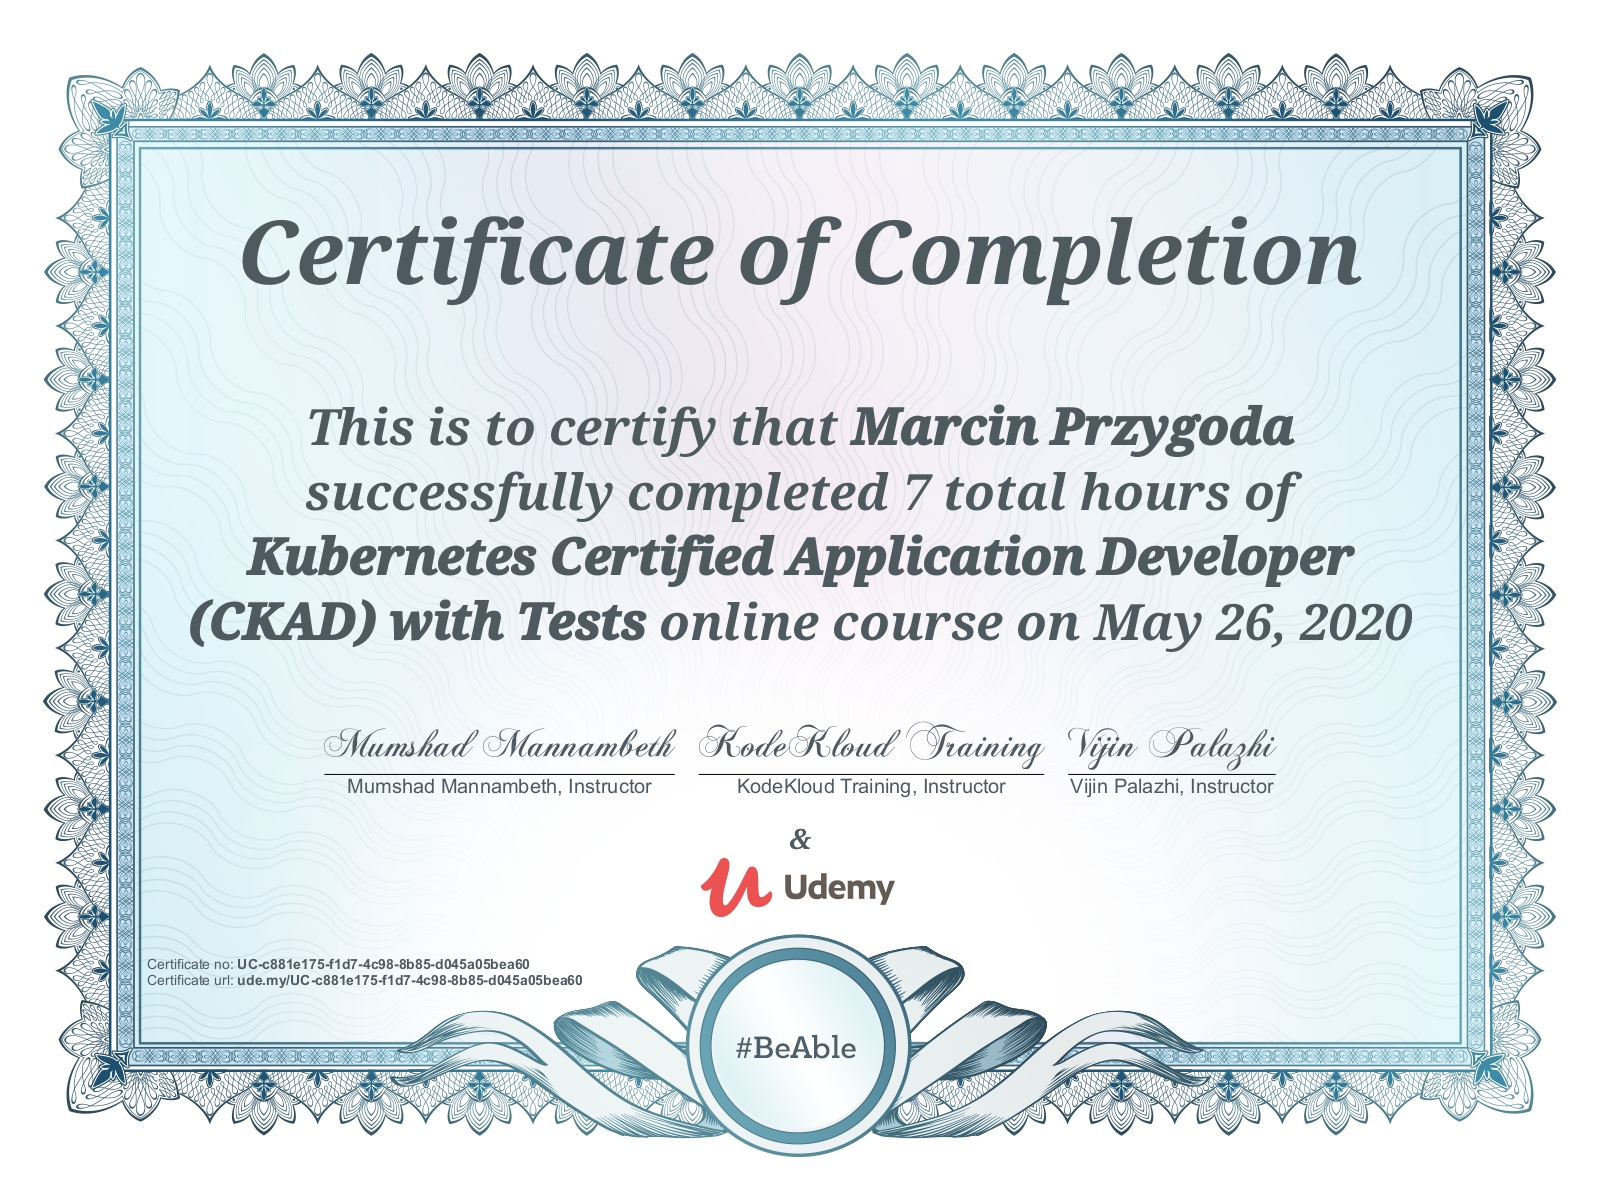 Certificate of Completion
This is to certify that Marcin Przygoda
successfully completed 7 total hours of
Kubernetes Certified Application Developer
(CKAD) with Tests online course on May 26, 2020
Mumshad Mannambeth KodeKloud Training Vijin Palazhi
Mumshad Mannambeth, Instructor KodeKloud Training, Instructor Vijin Palazhi, Instructor
&
Udemy
Certificate no: UC-c881e175-f1d7-4c98-8b85-d045a05bea60
Certificate url: ude.my/UC-c881e175-f1d7-4c98-8b85-d045a05bea60
#BeAble